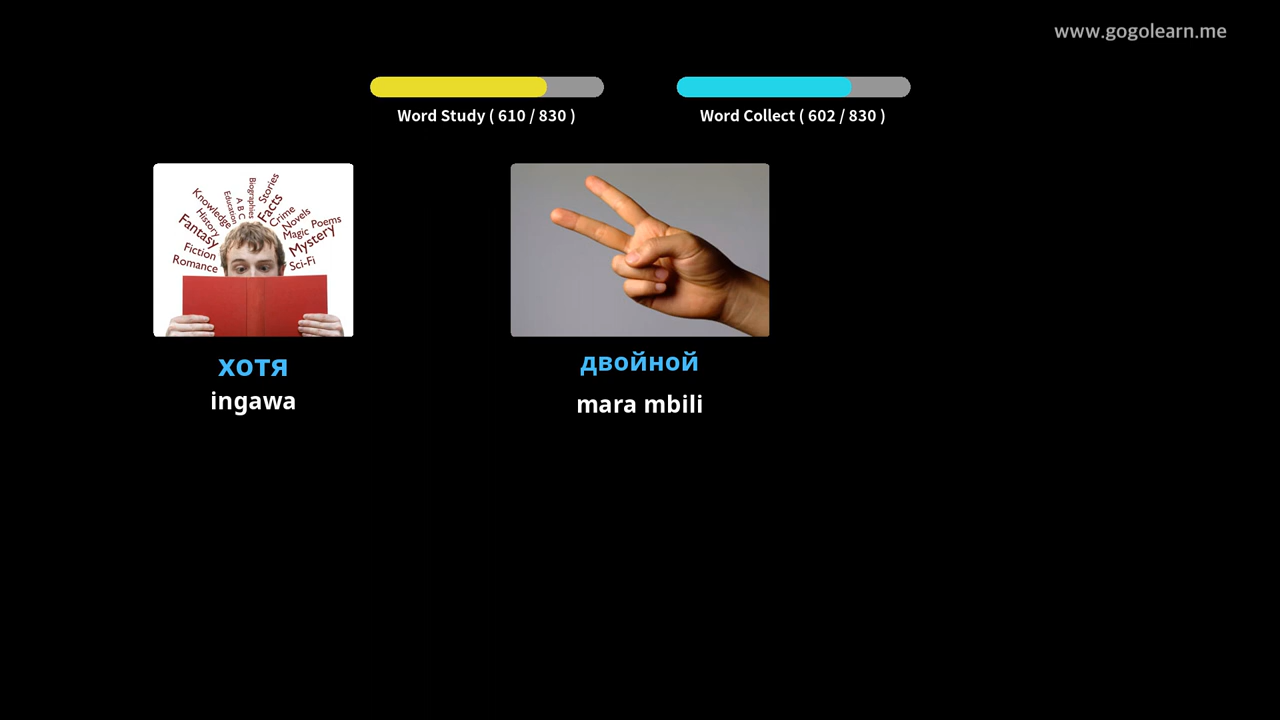 www.gogolearn.me
Word Study ( 610 / 830 )
Word Collect ( 602 / 830 )
Knowledge
History
Fantasy
Fiction
Romance
Education
A B C
Biographies
Stories
Facts
Crime
Novels
Magic
Poems
Mystery
Sci-Fi
хотя
ingawa
двойной
mara mbili